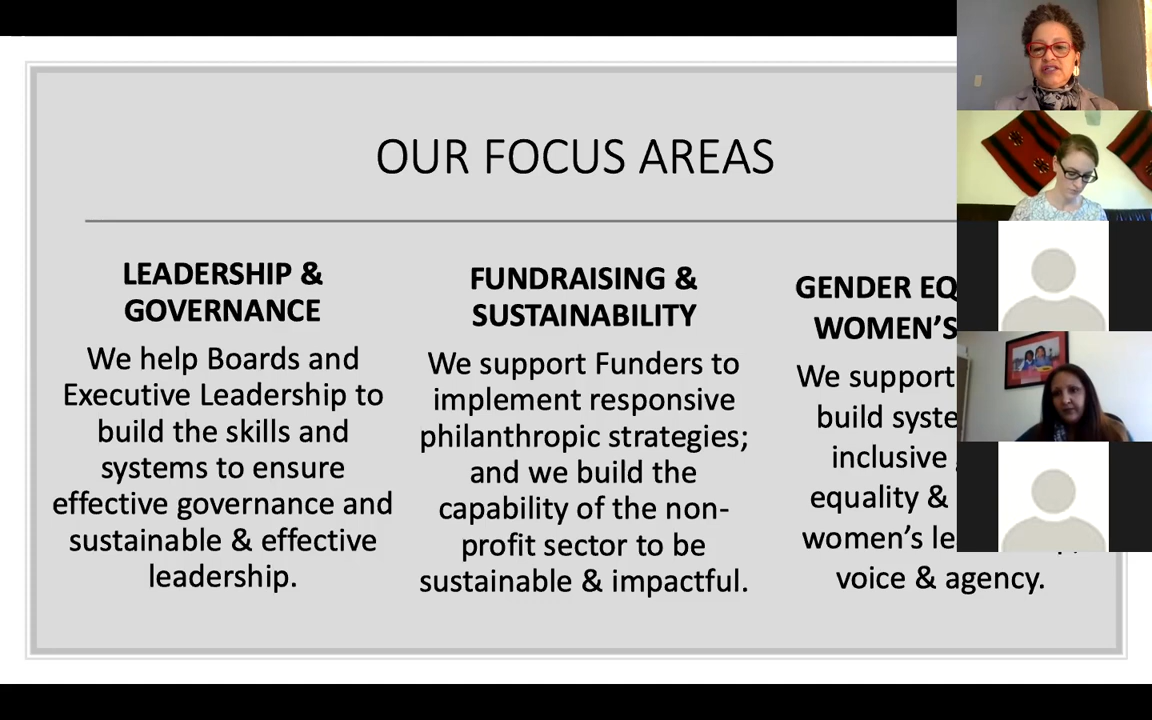 OUR FOCUS AREAS
LEADERSHIP &
GOVERNANCE
We help Boards and
Executive Leadership to
build the skills and
systems to ensure
effective governance and
sustainable & effective
leadership.
FUNDRAISING &
SUSTAINABILITY
We support Funders to
implement responsive
philanthropic strategies;
and we build the
capability of the non-
profit sector to be
sustainable & impactful.
GENDER
WOMEN'S
We support
build
inclusive
equality &
women's
voice & agency.